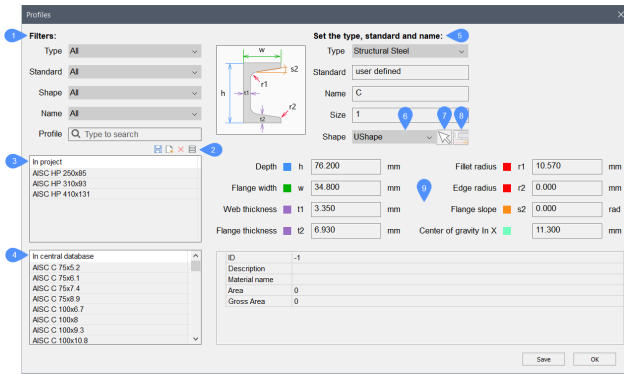 Profiles
1 Filters:
Type All
Standard All
Shape All
Name All
Profile Type to search
2
3 In project
AISC HP 250x85
AISC HP 310x93
AISC HP 410x131
4 In central database
AISC C 75x5.2
AISC C 75x6.1
AISC C 75x7.4
AISC C 75x8.9
AISC C 100x6.7
AISC C 100x8
AISC C 100x9.3
AISC C 100x10.8
w
s2
r1
h
t1
r2
t2
Set the type, standard and name: 5
Type Structural Steel
Standard user defined
Name C
Size 1
6 7 8
Shape UShape
Depth h 76.200 mm
Flange width w 34.800 mm
Web thickness t1 3.350 mm
Flange thickness t2 6.930 mm
9
Fillet radius r1 10.570 mm
Edge radius r2 0.000 mm
Flange slope s2 0.000 rad
Center of gravity In X 11.300 mm
ID -1
Description
Material name
Area 0
Gross Area 0
Save OK